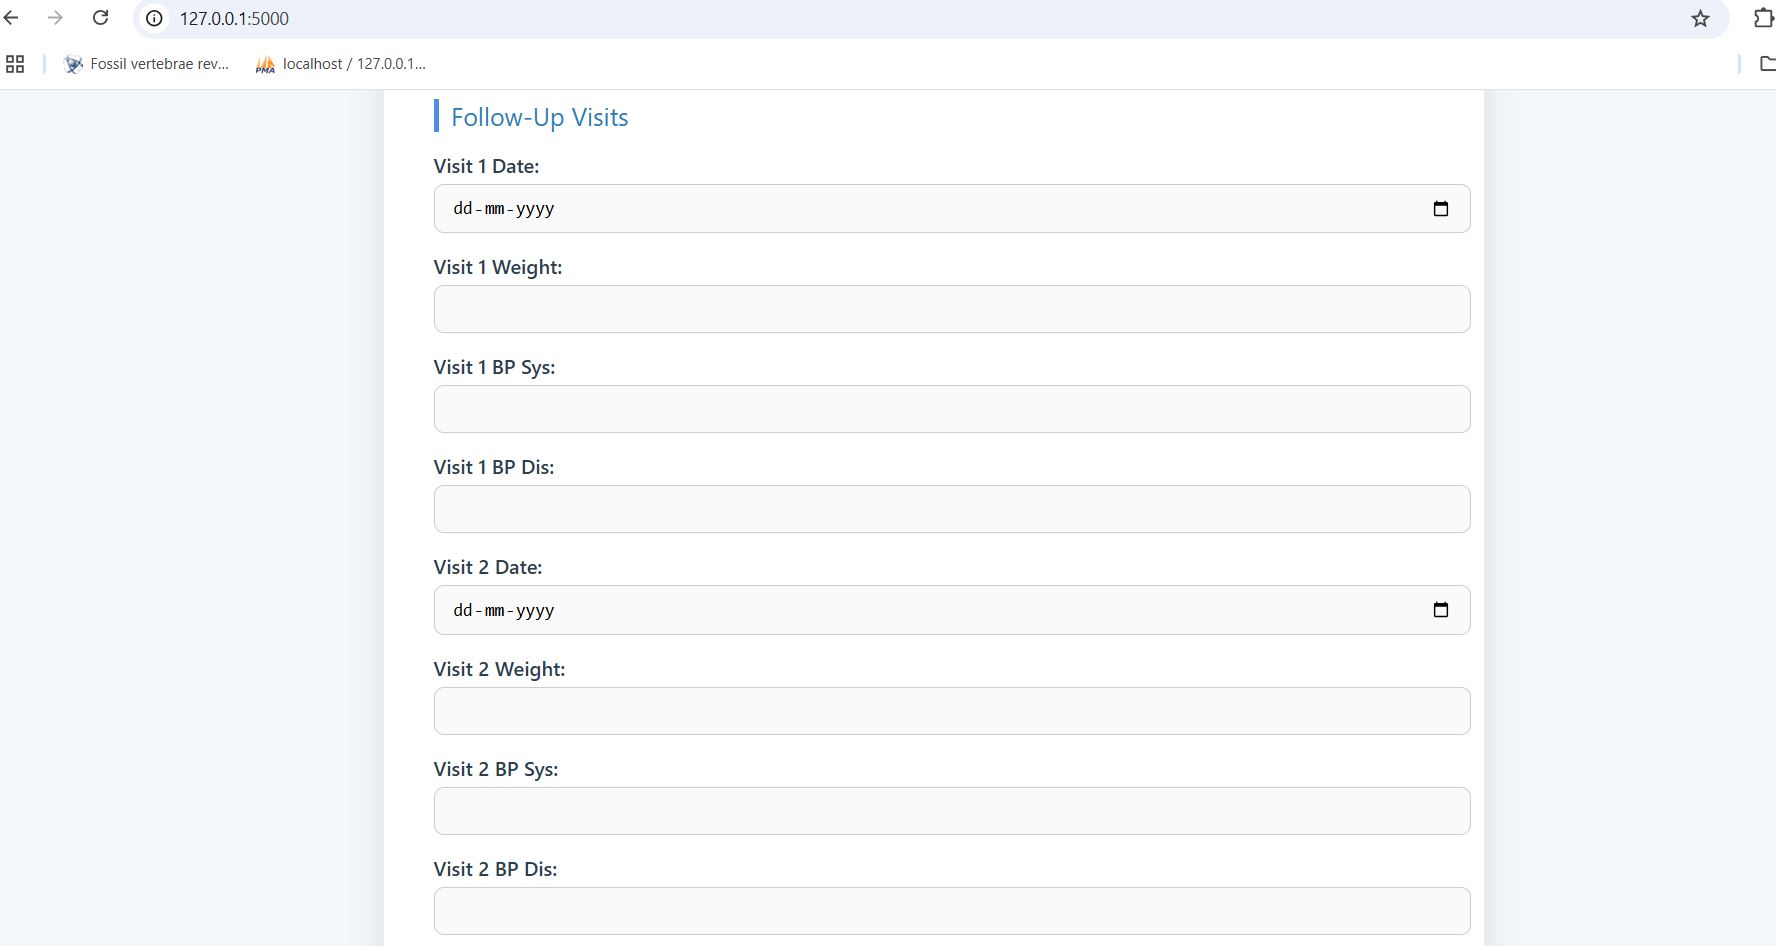 127.0.0.1:5000
Fossil vertebrae rev...
PMA localhost / 127.0.0.1...
Follow-Up Visits
Visit 1 Date:
dd-mm-yyyy
Visit 1 Weight:
Visit 1 BP Sys:
Visit 1 BP Dis:
Visit 2 Date:
dd-mm-yyyy
Visit 2 Weight:
Visit 2 BP Sys:
Visit 2 BP Dis: